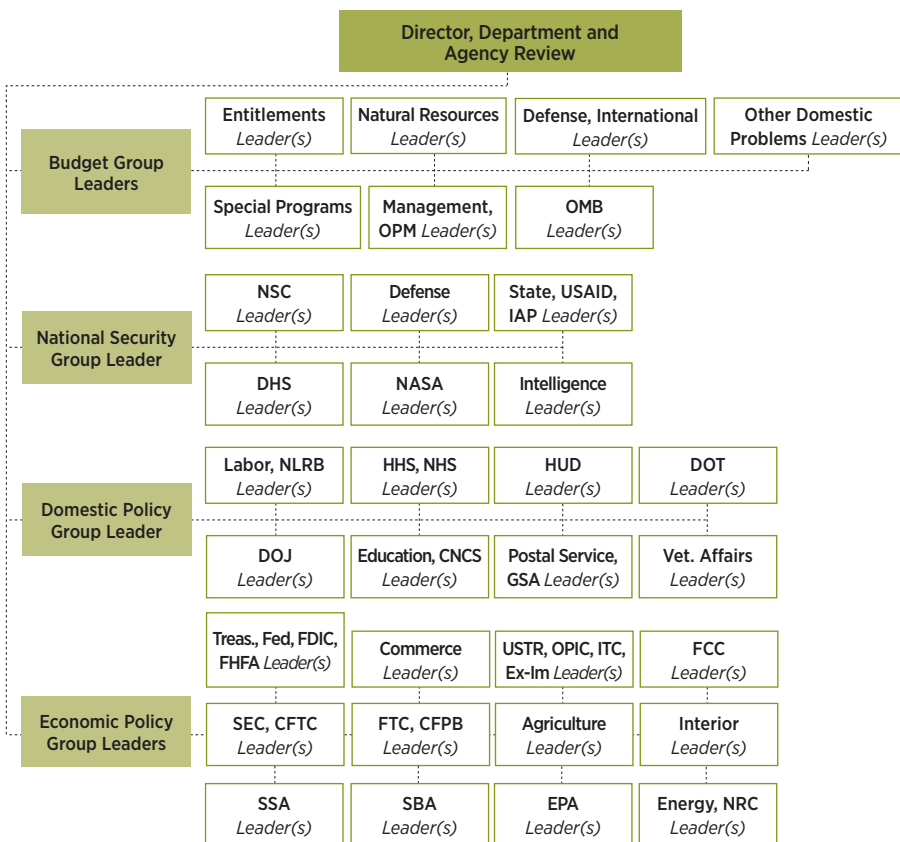 Director, Department and
Agency Review
Budget Group
Leaders
Entitlements
Leader(s)
Natural Resources
Leader(s)
Defense, International
Leader(s)
Other Domestic
Problems Leader(s)
Special Programs
Leader(s)
Management,
OPM Leader(s)
OMB
Leader(s)
National Security
Group Leader
NSC
Leader(s)
Defense
Leader(s)
State, USAID,
IAP Leader(s)
DHS
Leader(s)
NASA
Leader(s)
Intelligence
Leader(s)
Domestic Policy
Group Leader
Labor, NLRB
Leader(s)
HHS, NHS
Leader(s)
HUD
Leader(s)
DOT
Leader(s)
DOJ
Leader(s)
Education, CNCS
Leader(s)
Postal Service,
GSA Leader(s)
Vet. Affairs
Leader(s)
Economic Policy
Group Leaders
Treas., Fed, FDIC,
FHFA Leader(s)
Commerce
Leader(s)
USTR, OPIC, ITC,
Ex-Im Leader(s)
FCC
Leader(s)
SEC, CFTC
Leader(s)
FTC, CFPB
Leader(s)
Agriculture
Leader(s)
Interior
Leader(s)
SSA
Leader(s)
SBA
Leader(s)
EPA
Leader(s)
Energy, NRC
Leader(s)